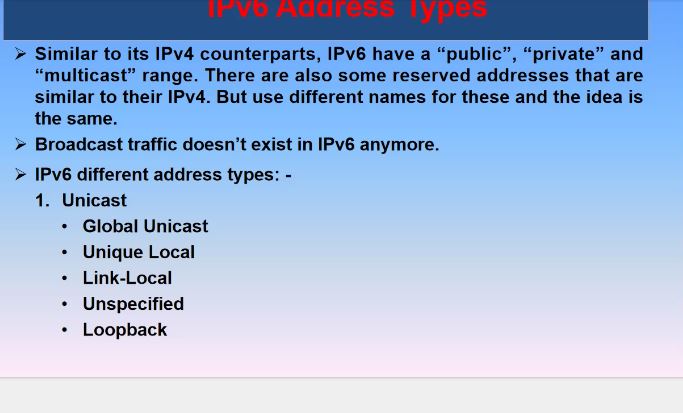 IPv6 Address Types
➢ Similar to its IPv4 counterparts, IPv6 have a “public”, “private” and
“multicast” range. There are also some reserved addresses that are
similar to their IPv4. But use different names for these and the idea is
the same.
➢ Broadcast traffic doesn’t exist in IPv6 anymore.
➢ IPv6 different address types: -
1. Unicast
• Global Unicast
• Unique Local
• Link-Local
• Unspecified
• Loopback